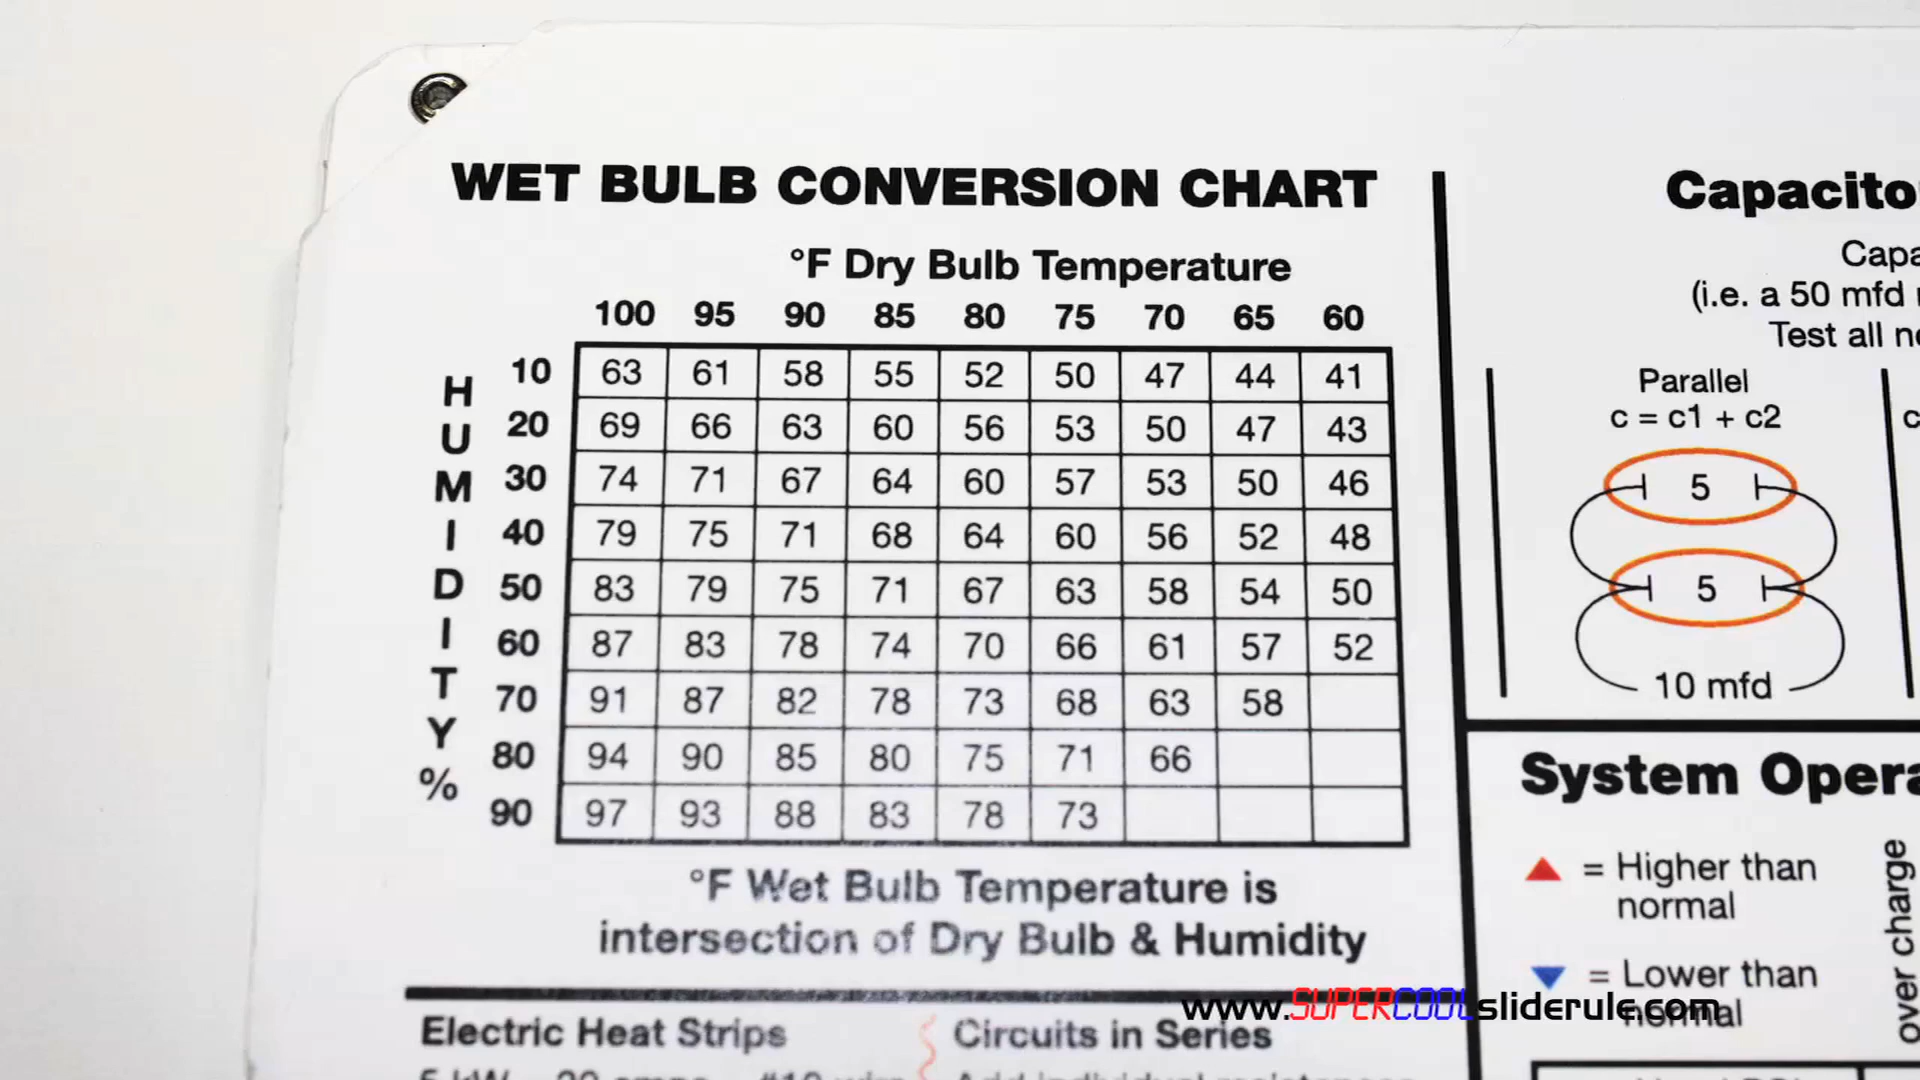 WET BULB CONVERSION CHART
°F Dry Bulb Temperature
100 95 90 85 80 75 70 65 60
HUMIDITY %
10 63 61 58 55 52 50 47 44 41
20 69 66 63 60 56 53 50 47 43
30 74 71 67 64 60 57 53 50 46
40 79 75 71 68 64 60 56 52 48
50 83 79 75 71 67 63 58 54 50
60 87 83 78 74 70 66 61 57 52
70 91 87 82 78 73 68 63 58
80 94 90 85 80 75 71 66
90 97 93 88 83 78 73
°F Wet Bulb Temperature is
intersection of Dry Bulb & Humidity
Electric Heat Strips
Circuits in Series
Capacito
Capa
(i.e. a 50 mfd
Test all
Parallel
c = c1 + c2
5
5
10 mfd
System Opera
= Higher than
normal
= Lower than
normal
over charge
www.SUPERCOOLsliderule.com